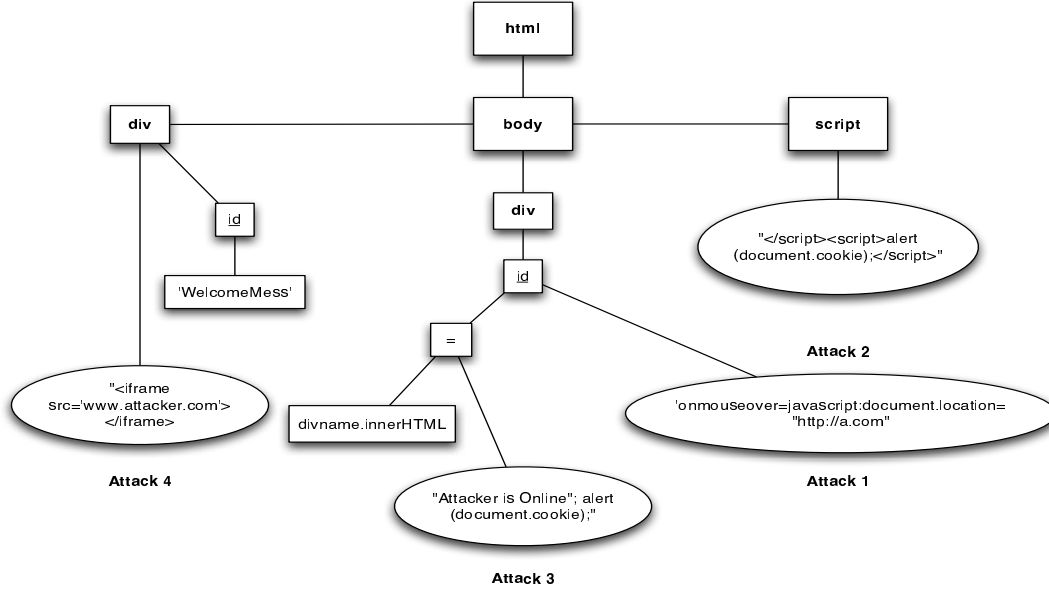 html
div
body
script
div
id
"</script><script>alert
(document.cookie);</script>"
id
'WelcomeMess'
=
Attack 2
"<iframe
src='www.attacker.com'>
</iframe>
'onmouseover=javascript:document.location=
"http://a.com"
divname.innerHTML
Attack 4
Attack 1
"Attacker is Online"; alert
(document.cookie);"
Attack 3